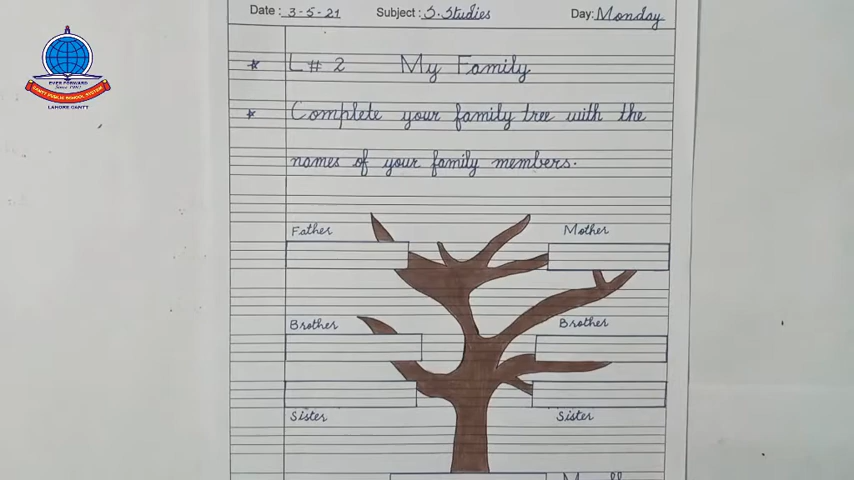 Date: 3-5-21 Subject: S.Studies Day: Monday
EVER FORWARD
CANTT PUBLIC SCHOOL SYSTEM
LAHORE CANTT
* L# 2 My Family
* Complete your family tree with the
names of your family members.
Father Mother
Brother Brother
Sister Sister